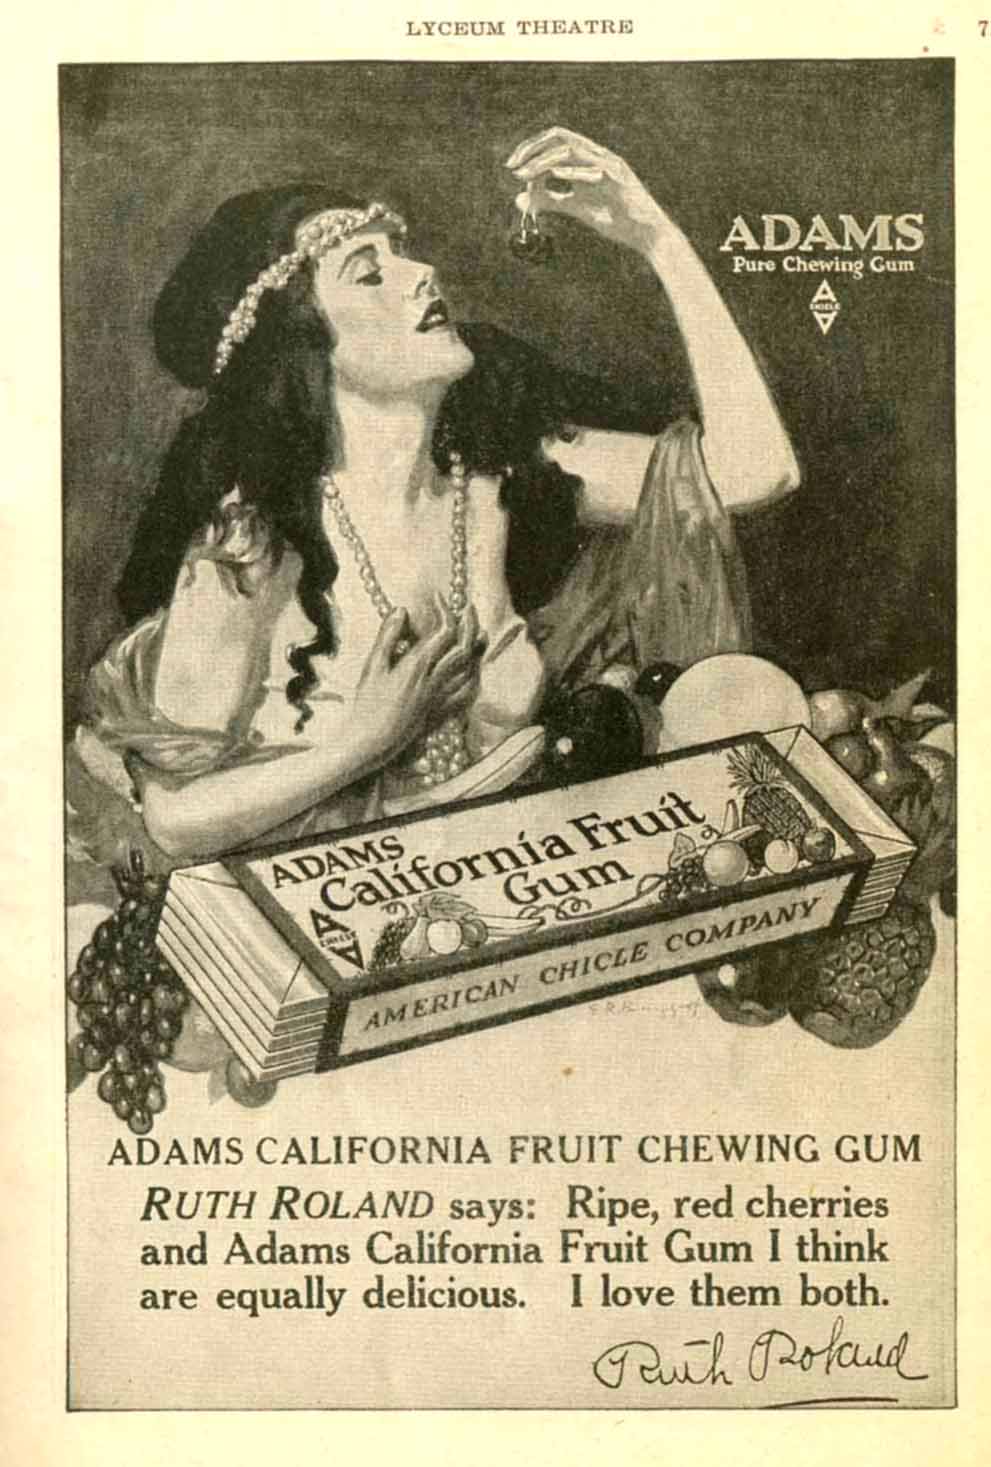 LYCEUM THEATRE 7
ADAMS
Pure Chewing Gum
ADAMS
California Fruit
Gum
AMERICAN CHICLE COMPANY
ADAMS CALIFORNIA FRUIT CHEWING GUM
RUTH ROLAND says: Ripe, red cherries
and Adams California Fruit Gum I think
are equally delicious. I love them both.
Ruth Roland